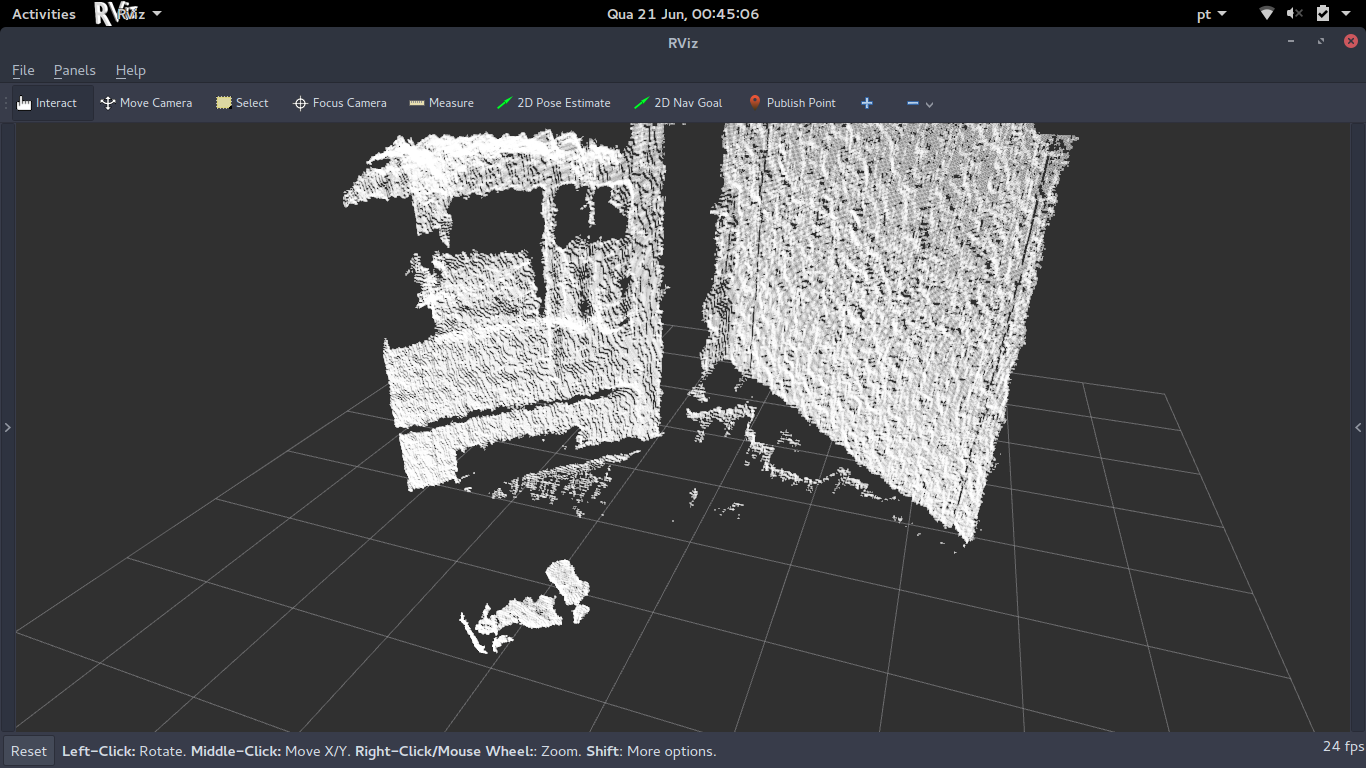 Activities RViz RViz Qua 21 Jun, 00:45:06 pt
RViz
File Panels Help
Interact Move Camera Select Focus Camera Measure 2D Pose Estimate 2D Nav Goal Publish Point
Reset Left-Click: Rotate. Middle-Click: Move X/Y. Right-Click/Mouse Wheel:: Zoom. Shift: More options. 24 fps